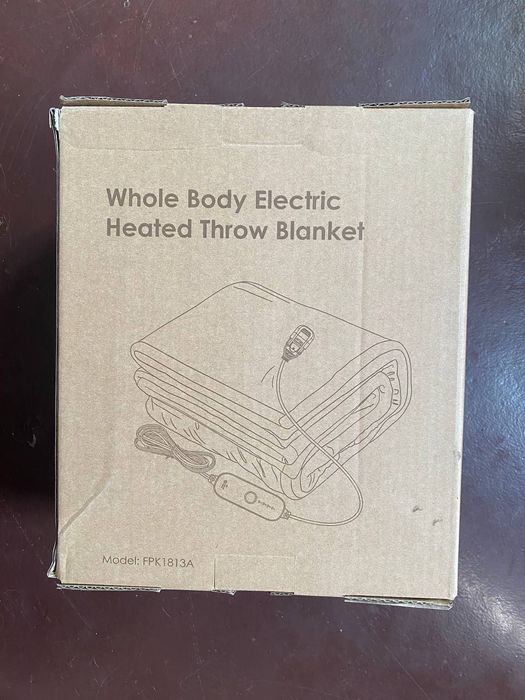 Whole Body Electric
Heated Throw Blanket
Model: FPK1813A